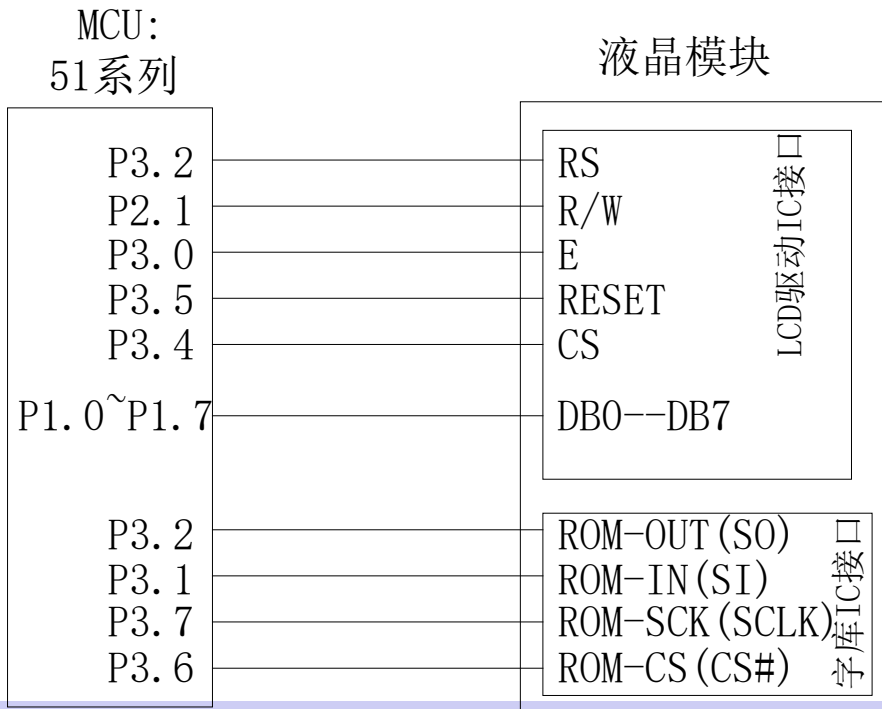 MCU:
51系列
液晶模块
P3.2
RS
P2.1
R/W
P3.0
E
P3.5
RESET
P3.4
CS
P1.0~P1.7
DB0--DB7
LCD驱动IC接口
P3.2
ROM-OUT(SO)
P3.1
ROM-IN(SI)
P3.7
ROM-SCK(SCLK)
P3.6
ROM-CS(CS#)
字库IC接口